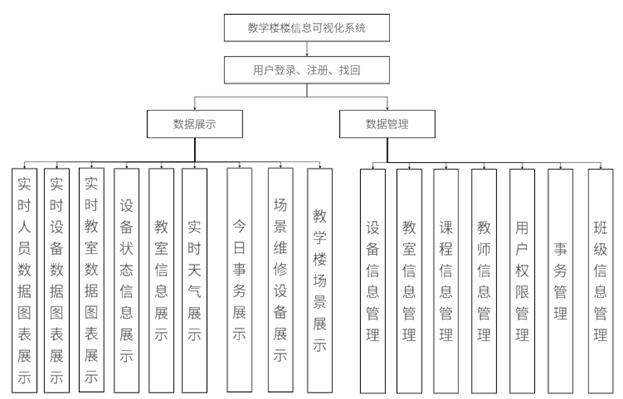 教学楼楼信息可视化系统
用户登录、注册、找回
数据展示
数据管理
实时人员数据图表展示
实时设备数据图表展示
实时教室数据图表展示
设备状态信息展示
教室信息展示
实时天气展示
今日事务展示
场景维修设备展示
教学楼场景展示
设备信息管理
教室信息管理
课程信息管理
教师信息管理
用户权限管理
事务管理
班级信息管理